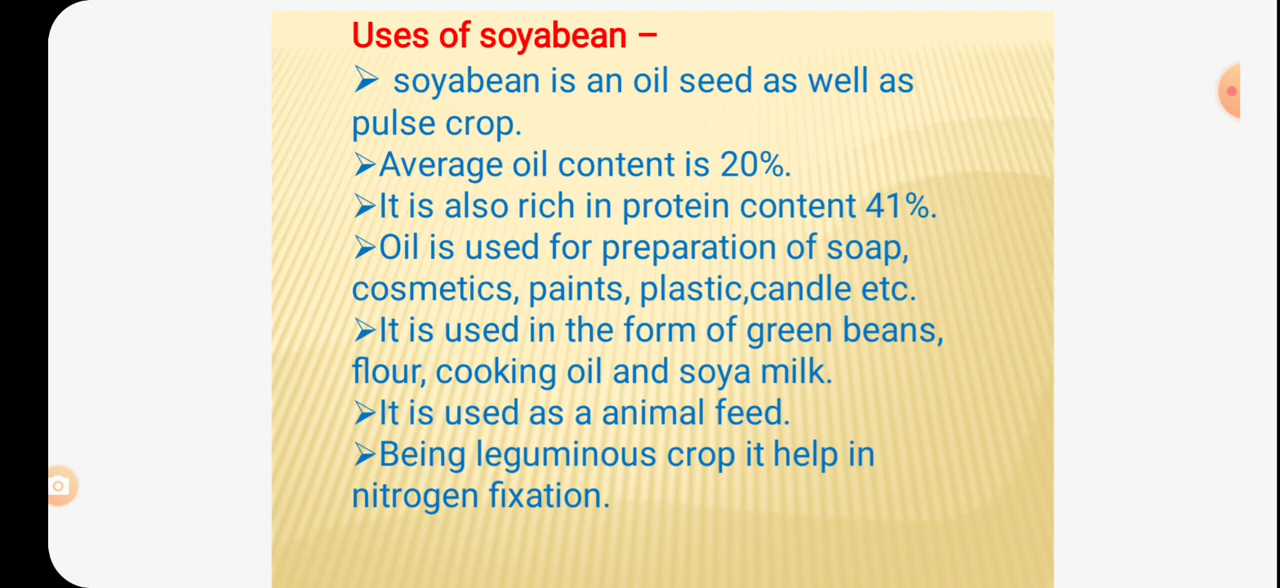 Uses of soyabean –
➢ soyabean is an oil seed as well as
pulse crop.
➢Average oil content is 20%.
➢It is also rich in protein content 41%.
➢Oil is used for preparation of soap,
cosmetics, paints, plastic,candle etc.
➢It is used in the form of green beans,
flour, cooking oil and soya milk.
➢It is used as a animal feed.
➢Being leguminous crop it help in
nitrogen fixation.